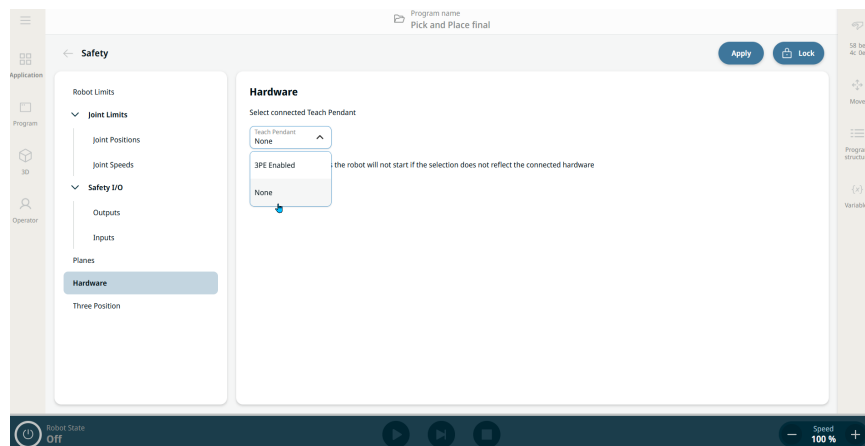 Program name
Pick and Place final
Safety
Apply
Lock
Application
Program
3D
Operator
Robot Limits
Joint Limits
Joint Positions
Joint Speeds
Safety I/O
Outputs
Inputs
Planes
Hardware
Three Position
Hardware
Select connected Teach Pendant
Teach Pendant
None
3PE Enabled
the robot will not start if the selection does not reflect the connected hardware
None
Move
{x}
Robot State
Off
Speed
100 %